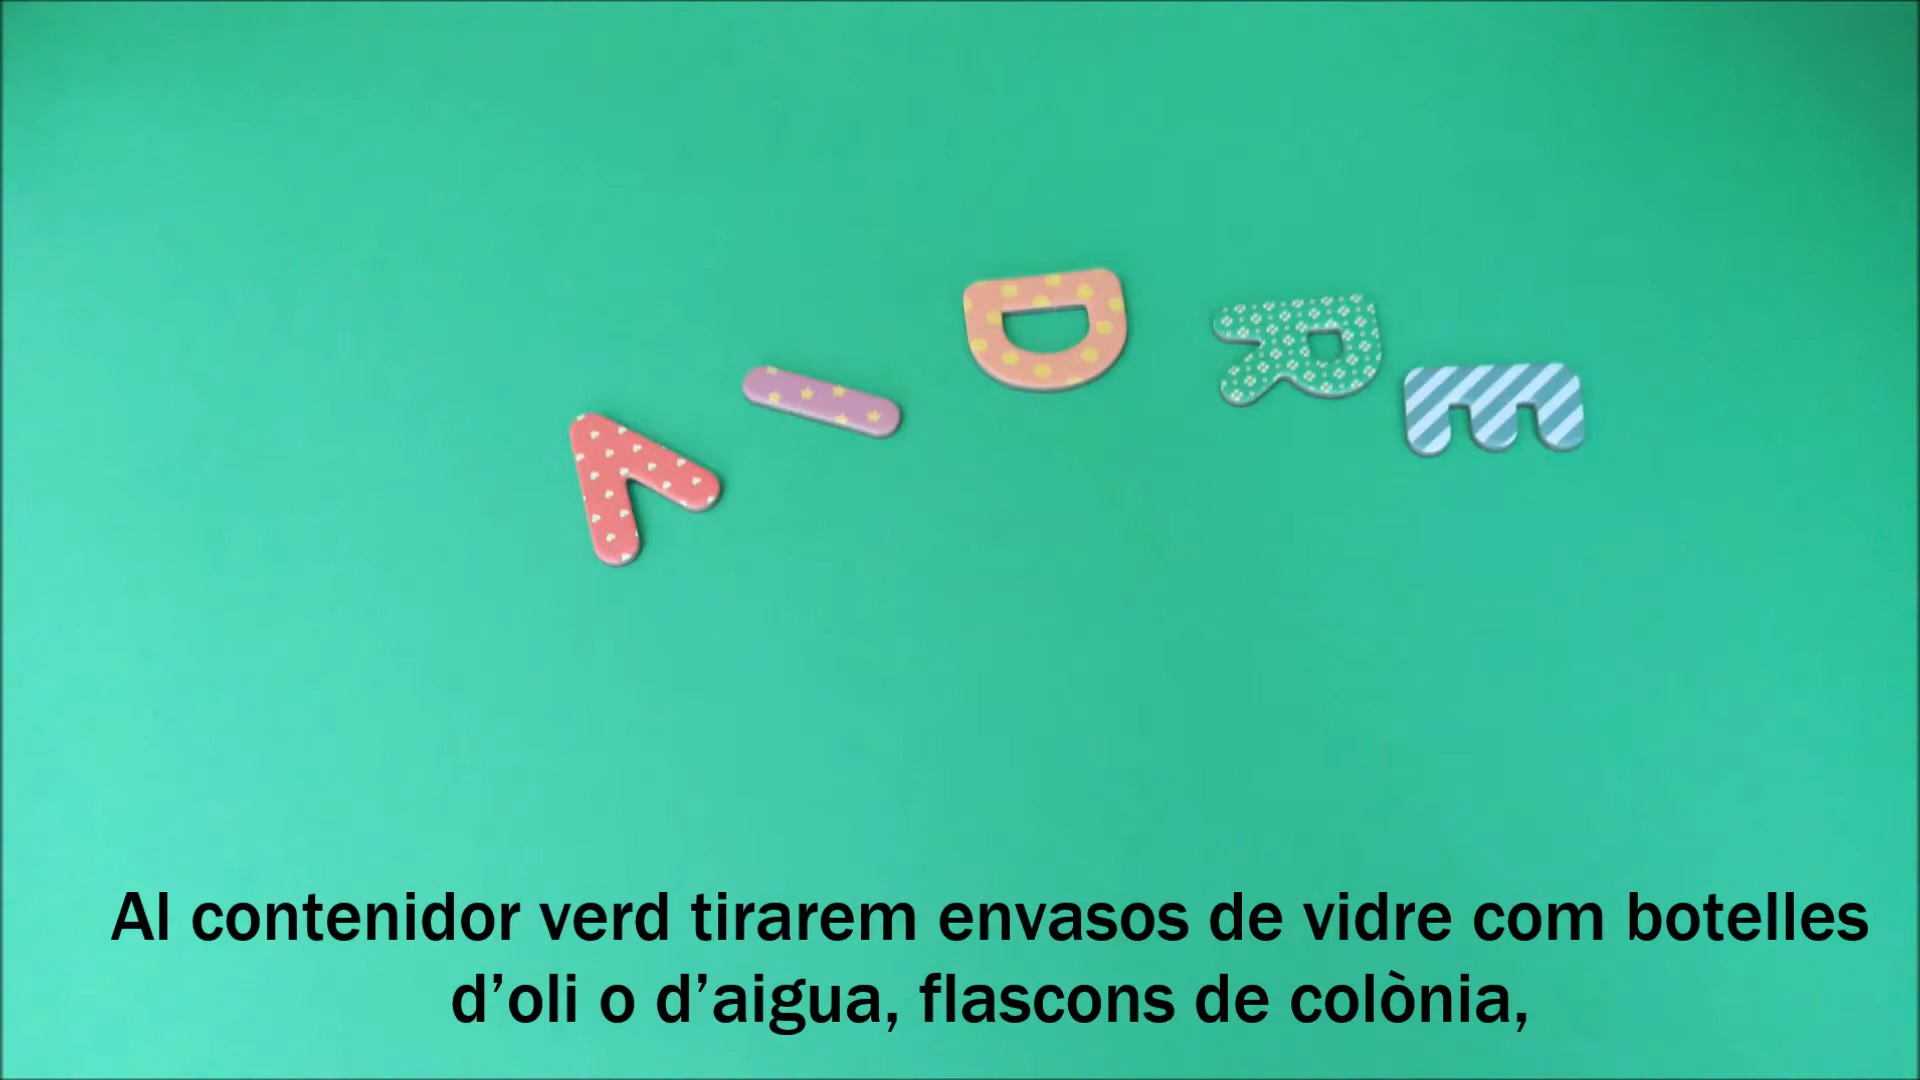 VIDRE
Al contenidor verd tirarem envasos de vidre com botelles
d’oli o d’aigua, flascons de colònia,